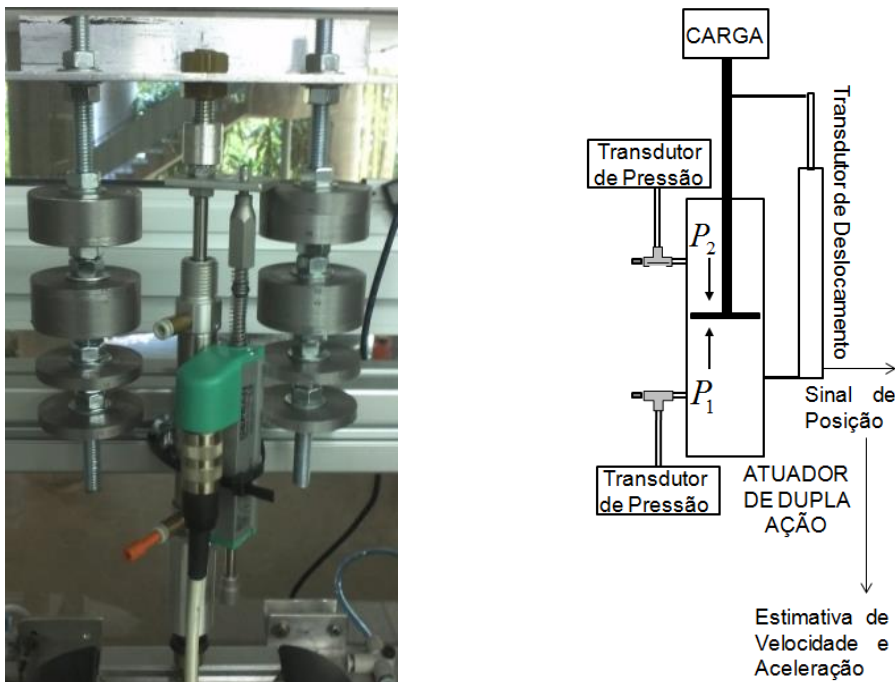 CARGA
Transdutor
de Pressão
Transdutor de Deslocamento
P2
P1
Sinal de
Posição
Transdutor
de Pressão
ATUADOR
DE DUPLA
AÇÃO
Estimativa de
Velocidade e
Aceleração